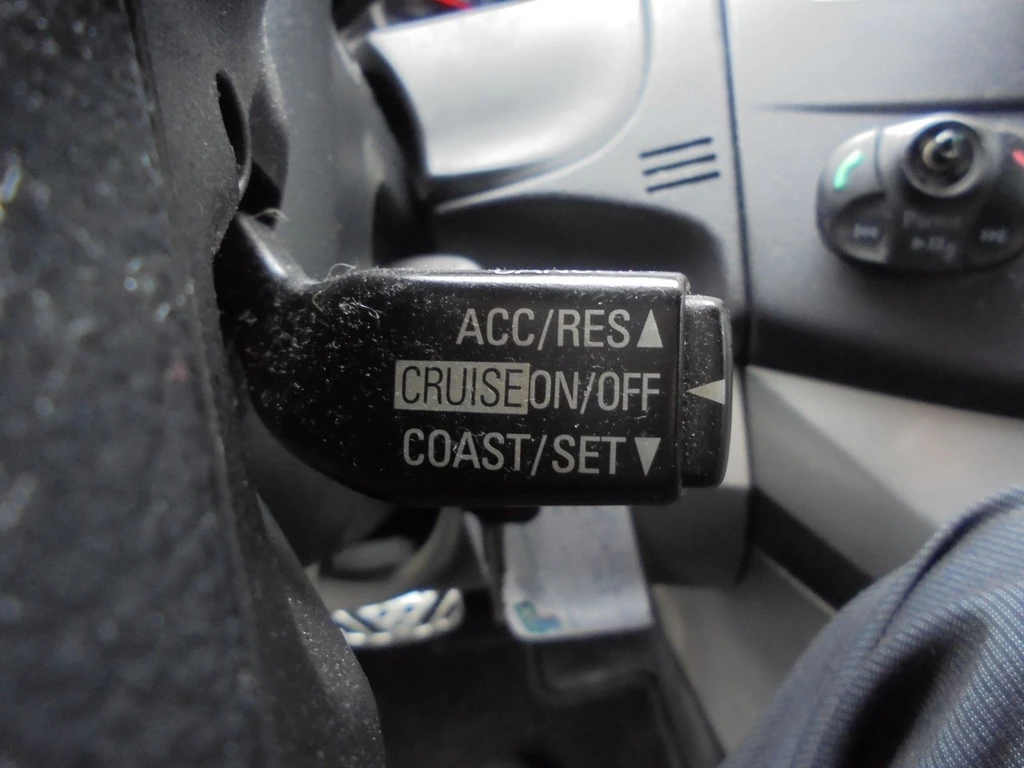 ACC/RES▲
CRUISE ON/OFF ◄
COAST/SET▼